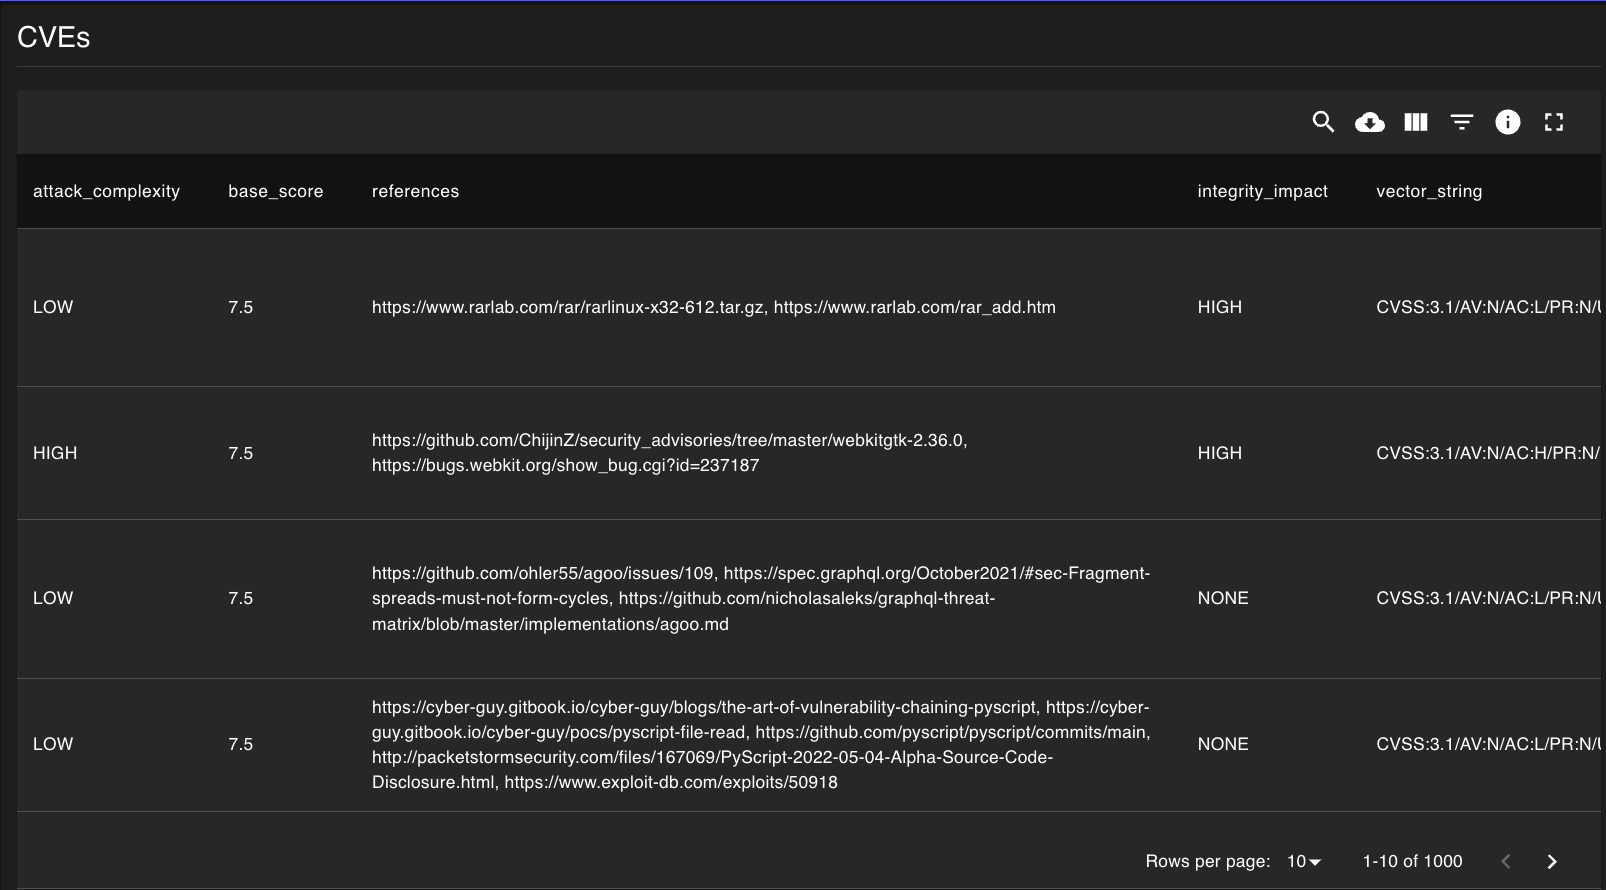 CVEs
attack_complexity base_score references integrity_impact vector_string
LOW 7.5 https://www.rarlab.com/rar/rarlinux-x32-612.tar.gz, https://www.rarlab.com/rar_add.htm HIGH CVSS:3.1/AV:N/AC:L/PR:N/
https://github.com/ChijinZ/security_advisories/tree/master/webkitgtk-2.36.0,
HIGH 7.5 HIGH CVSS:3.1/AV:N/AC:H/PR:N/
https://bugs.webkit.org/show_bug.cgi?id=237187
https://github.com/ohler55/agoo/issues/109, https://spec.graphql.org/October2021/#sec-Fragment-
LOW 7.5 spreads-must-not-form-cycles, https://github.com/nicholasaleks/graphql-threat- NONE CVSS:3.1/AV:N/AC:L/PR:N/
matrix/blob/master/implementations/agoo.md
https://cyber-guy.gitbook.io/cyber-guy/blogs/the-art-of-vulnerability-chaining-pyscript, https://cyber-
guy.gitbook.io/cyber-guy/pocs/pyscript-file-read, https://github.com/pyscript/pyscript/commits/main,
LOW 7.5 NONE CVSS:3.1/AV:N/AC:L/PR:N/
http://packetstormsecurity.com/files/167069/PyScript-2022-05-04-Alpha-Source-Code-
Disclosure.html, https://www.exploit-db.com/exploits/50918
Rows per page: 10 1-10 of 1000